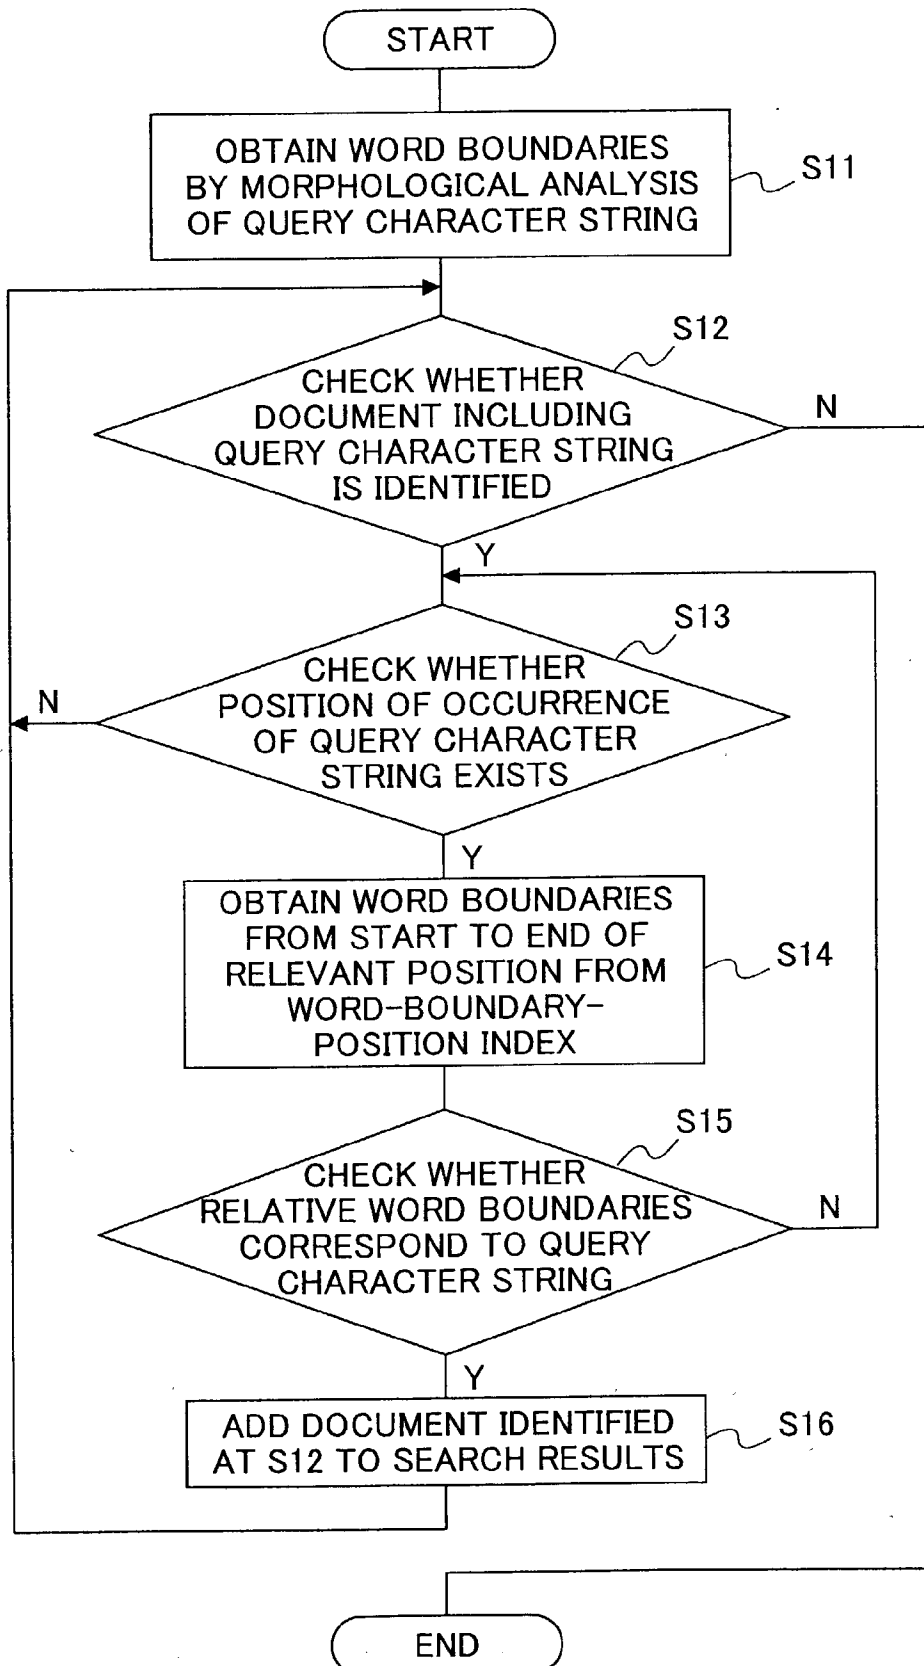 START
OBTAIN WORD BOUNDARIES
BY MORPHOLOGICAL ANALYSIS
OF QUERY CHARACTER STRING
S11
S12
CHECK WHETHER
DOCUMENT INCLUDING
QUERY CHARACTER STRING
IS IDENTIFIED
N
Y
S13
CHECK WHETHER
POSITION OF OCCURRENCE
OF QUERY CHARACTER
STRING EXISTS
N
Y
OBTAIN WORD BOUNDARIES
FROM START TO END OF
RELEVANT POSITION FROM
WORD-BOUNDARY-
POSITION INDEX
S14
S15
CHECK WHETHER
RELATIVE WORD BOUNDARIES
CORRESPOND TO QUERY
CHARACTER STRING
N
Y
ADD DOCUMENT IDENTIFIED
AT S12 TO SEARCH RESULTS
S16
END